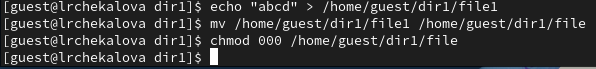 [guest@lrchekalova dir1]$ echo "abcd" > /home/guest/dir1/file1
[guest@lrchekalova dir1]$ mv /home/guest/dir1/file1 /home/guest/dir1/file
[guest@lrchekalova dir1]$ chmod 000 /home/guest/dir1/file
[guest@lrchekalova dir1]$